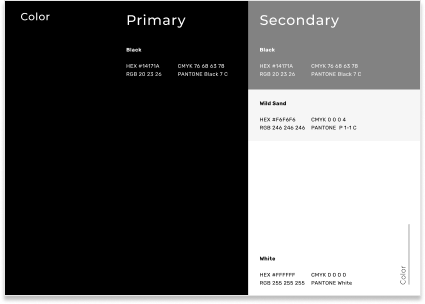 Color
Primary
Black
HEX #14171A CMYK 76 68 63 78
RGB 20 23 26 PANTONE Black 7 C
Secondary
Black
HEX #14171A CMYK 76 68 63 78
RGB 20 23 26 PANTONE Black 7 C
Wild Sand
HEX #F6F6F6 CMYK 0 0 0 4
RGB 246 246 246 PANTONE P 1-1 C
White
HEX #FFFFFF CMYK 0 0 0 0
RGB 255 255 255 PANTONE White
Color